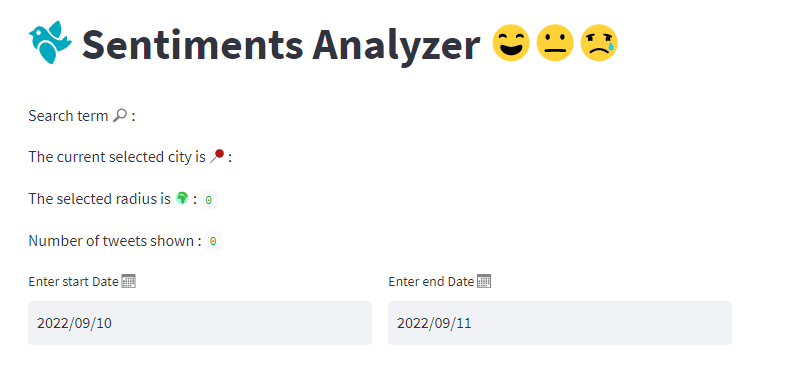 Sentiments Analyzer
Search term :
The current selected city is :
The selected radius is : 0
Number of tweets shown : 0
Enter start Date Enter end Date
2022/09/10 2022/09/11